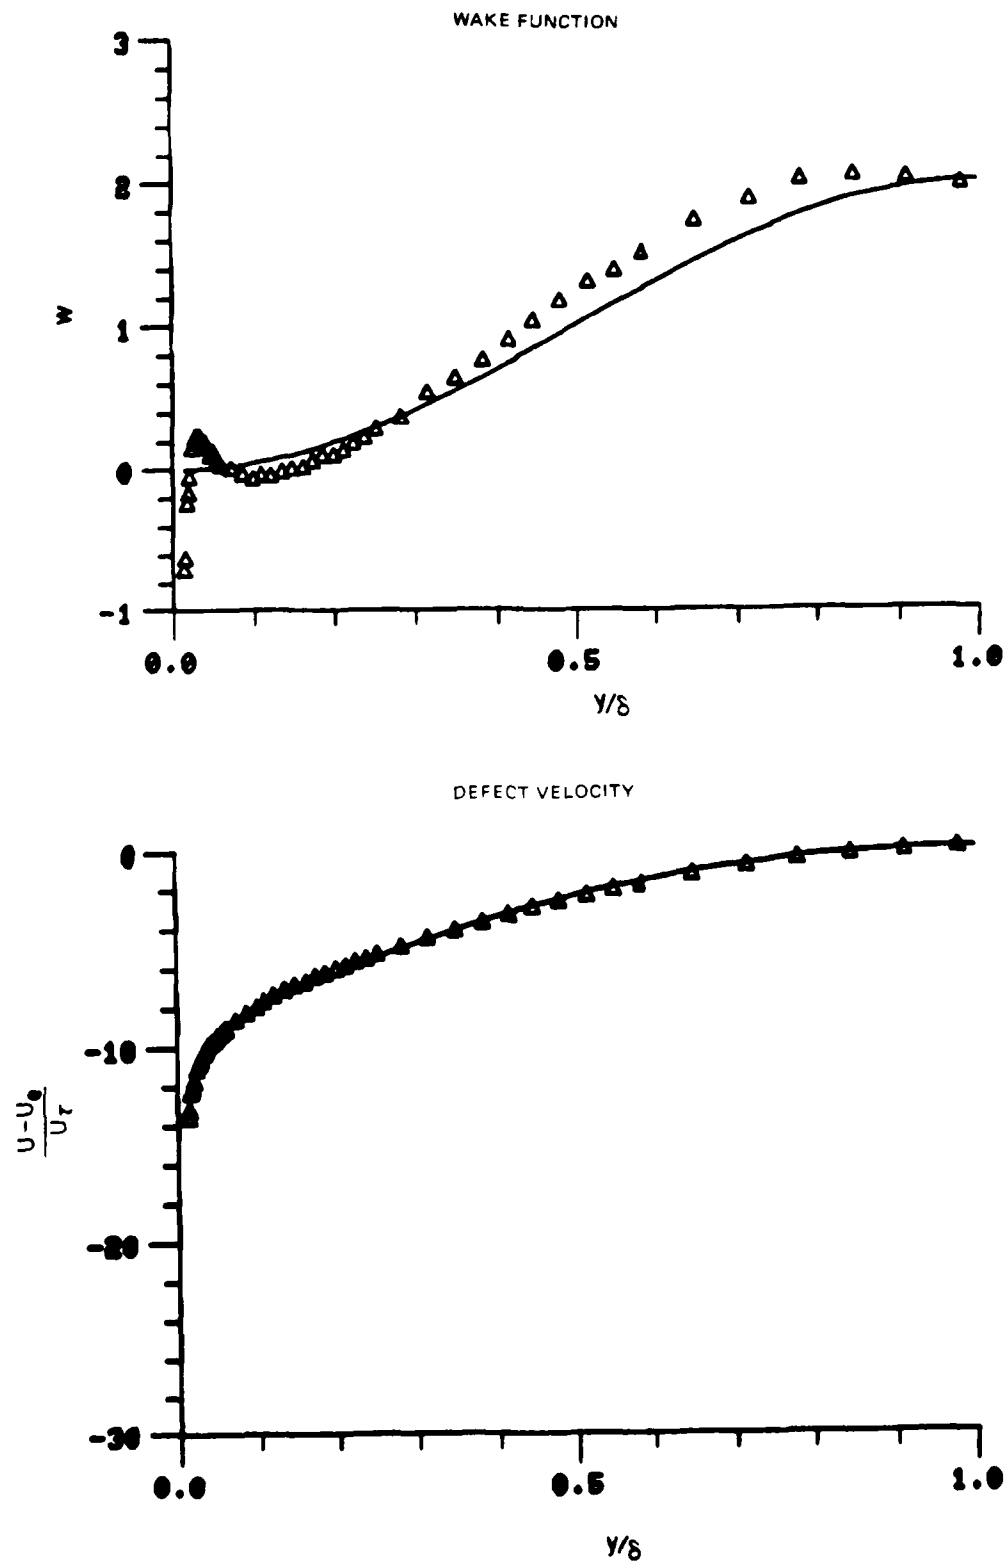 WAKE FUNCTION
3
2
1
0
-1
W
0.0
0.5
1.0
y/δ
DEFECT VELOCITY
0
-10
-20
-30
U-Ue
Uτ
0.0
0.5
1.0
y/δ